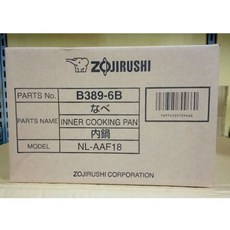 ZOJIRUSHI
PARTS No. B389-6B
なべ
PARTS NAME INNER COOKING PAN
内鍋
MODEL NL-AAF18
ZOJIRUSHI CORPORATION